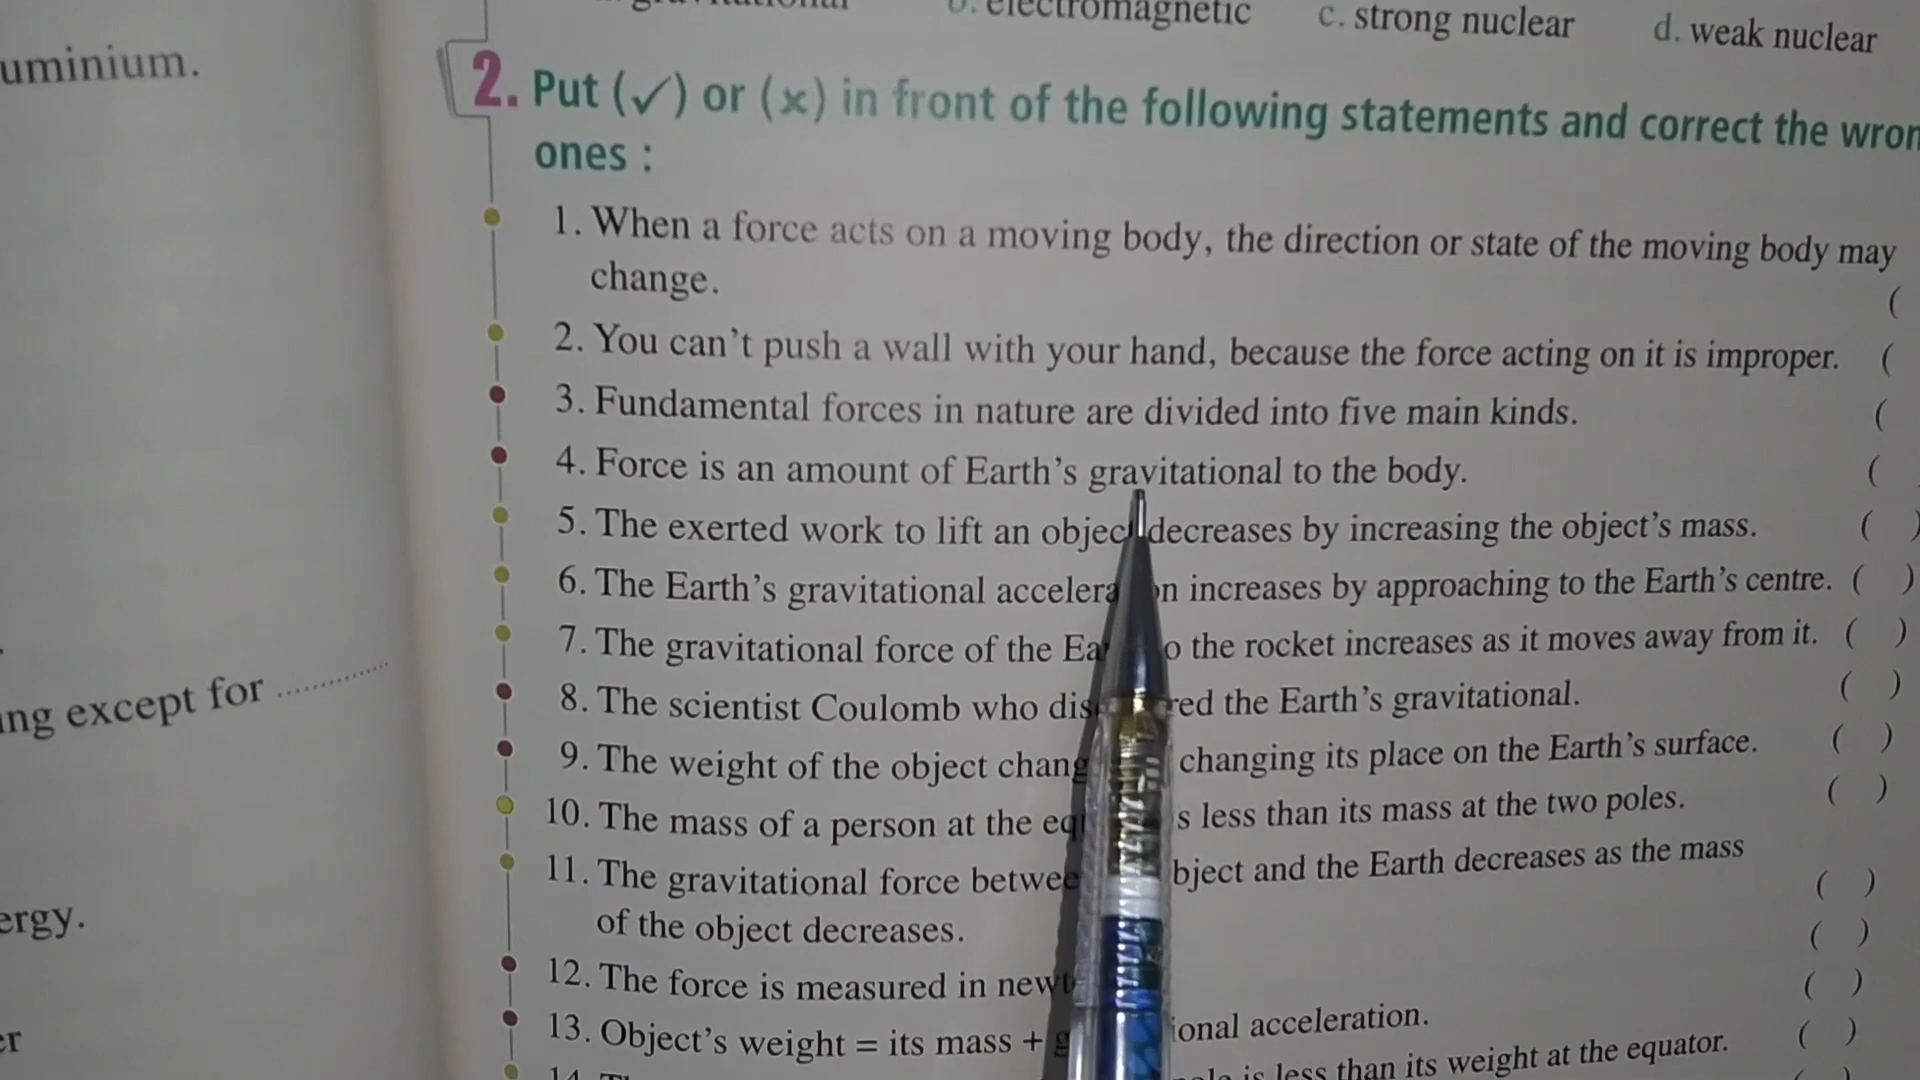 uminium.
ing except for ..............
ergy.
er
b. electromagnetic c. strong nuclear d. weak nuclear
2. Put (✓) or (×) in front of the following statements and correct the wron
ones :
1. When a force acts on a moving body, the direction or state of the moving body may
change. (
2. You can't push a wall with your hand, because the force acting on it is improper. (
3. Fundamental forces in nature are divided into five main kinds. (
4. Force is an amount of Earth's gravitational to the body. (
5. The exerted work to lift an objec decreases by increasing the object's mass. ( )
6. The Earth's gravitational accelera n increases by approaching to the Earth's centre. ( )
7. The gravitational force of the Ea o the rocket increases as it moves away from it. ( )
8. The scientist Coulomb who dis red the Earth's gravitational. ( )
9. The weight of the object chang changing its place on the Earth's surface. ( )
10. The mass of a person at the eq s less than its mass at the two poles. ( )
11. The gravitational force betwee bject and the Earth decreases as the mass
of the object decreases. ( )
12. The force is measured in newt ( )
13. Object's weight = its mass + g ional acceleration. ( )
is less than its weight at the equator. ( )